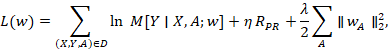 L(w) = ∑_{(X,Y,A)∈D} ln M[Y | X, A; w] + η R_{PR} + λ/2 ∑_A ‖ w_A ‖_2^2,